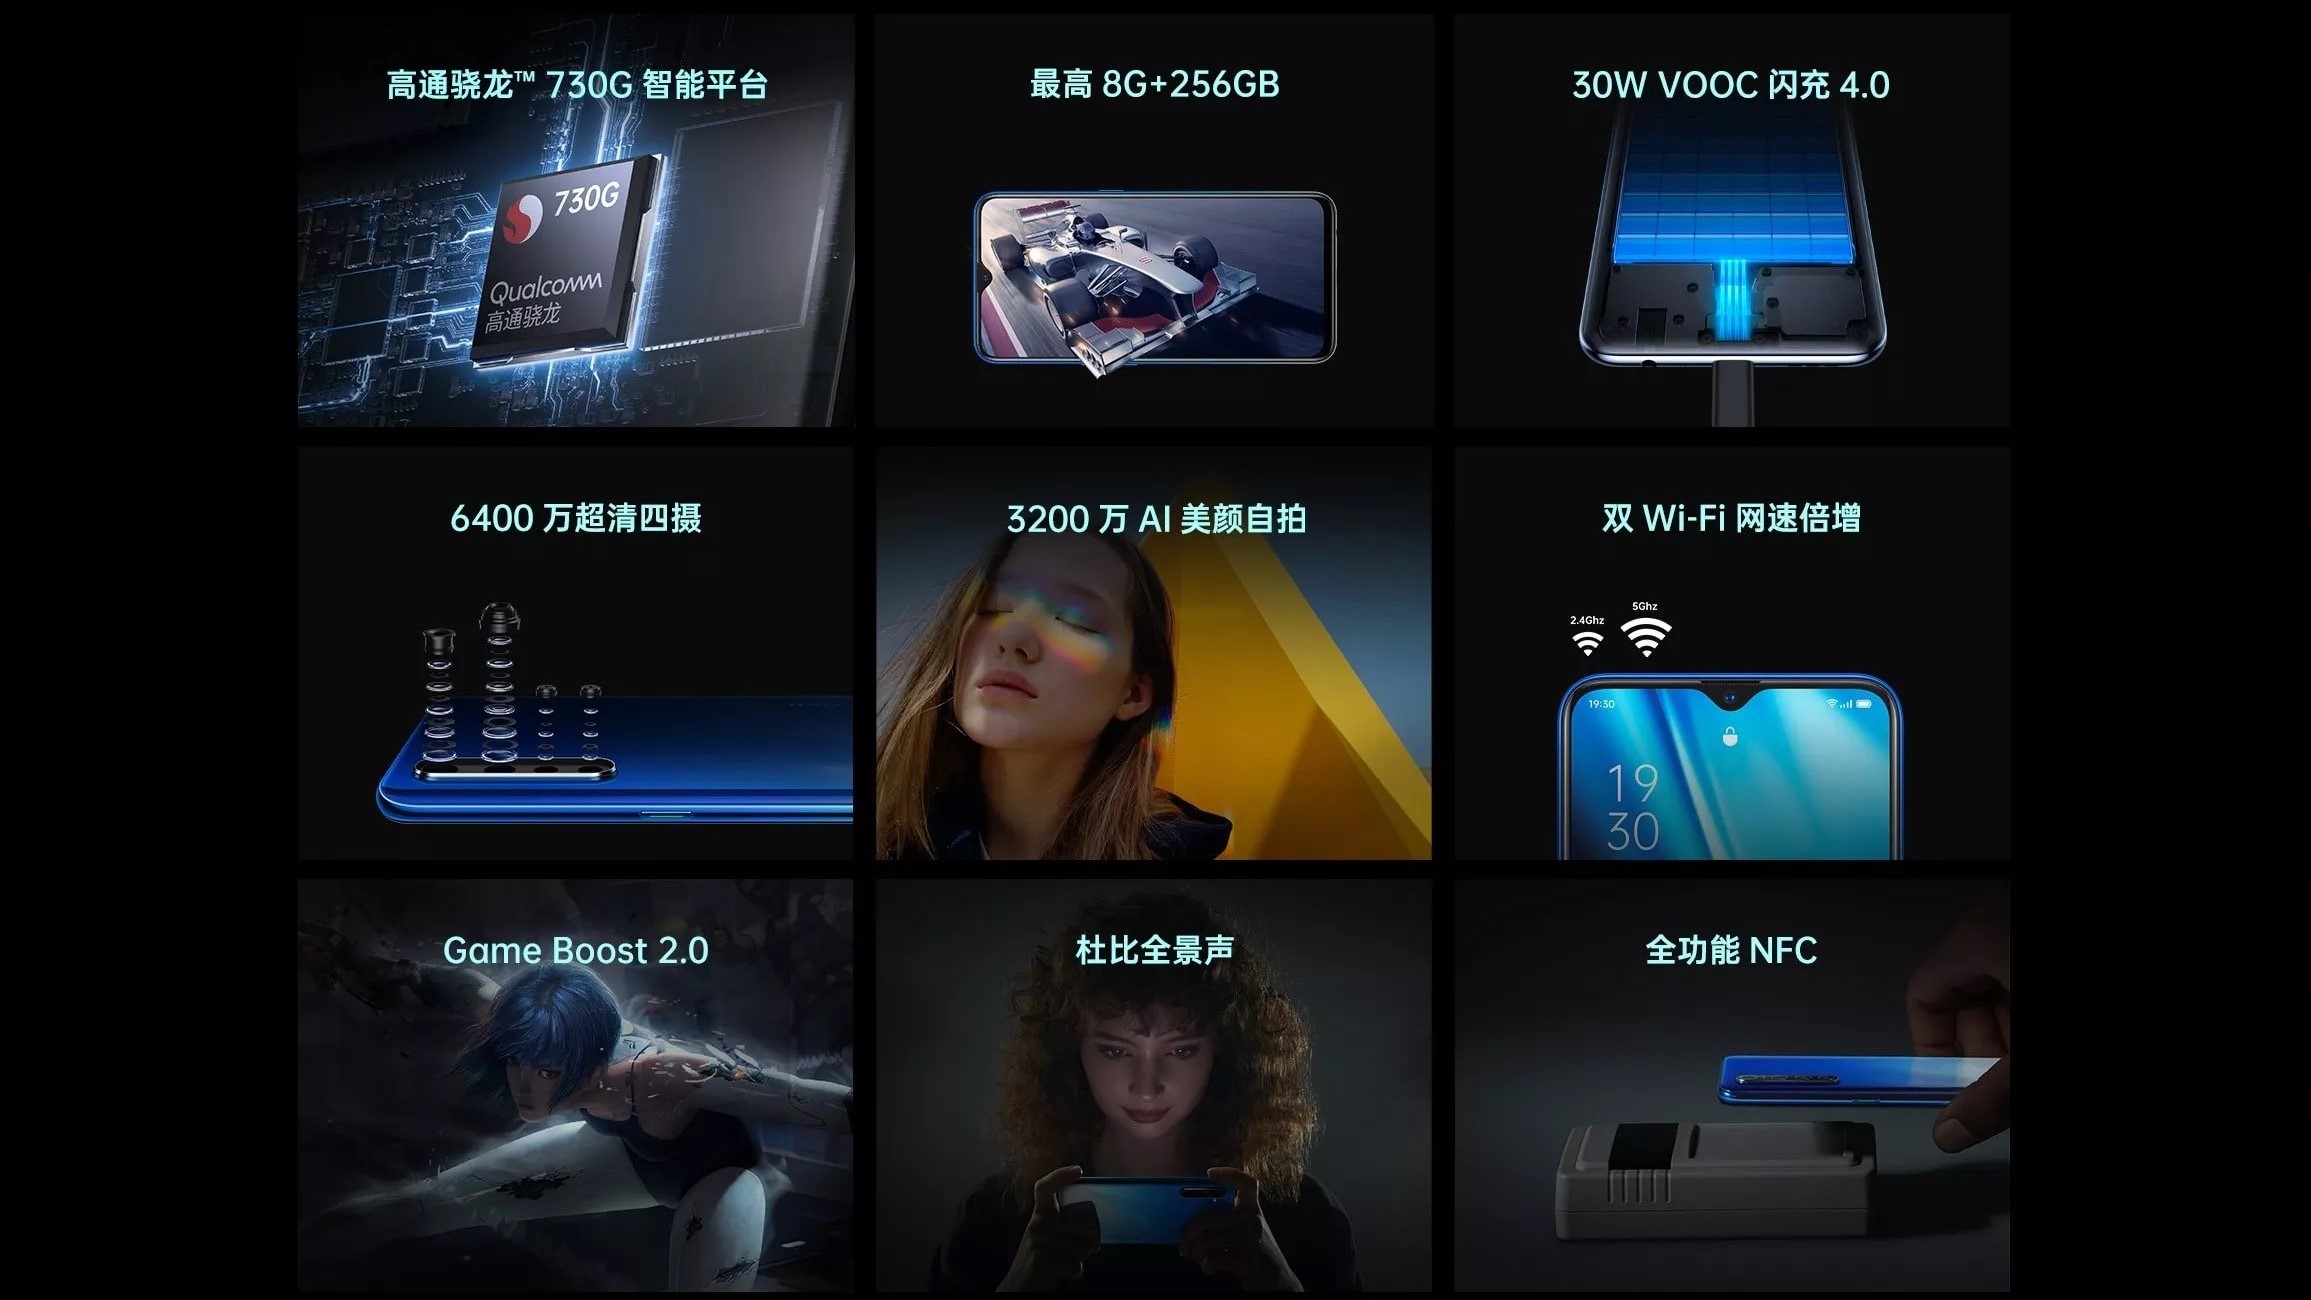 高通骁龙™ 730G 智能平台
730G
Qualcomm
高通骁龙
最高 8G+256GB
30W VOOC 闪充 4.0
6400 万超清四摄
3200 万 AI 美颜自拍
双 Wi-Fi 网速倍增
2.4Ghz
5Ghz
19:30
19
30
Game Boost 2.0
杜比全景声
全功能 NFC